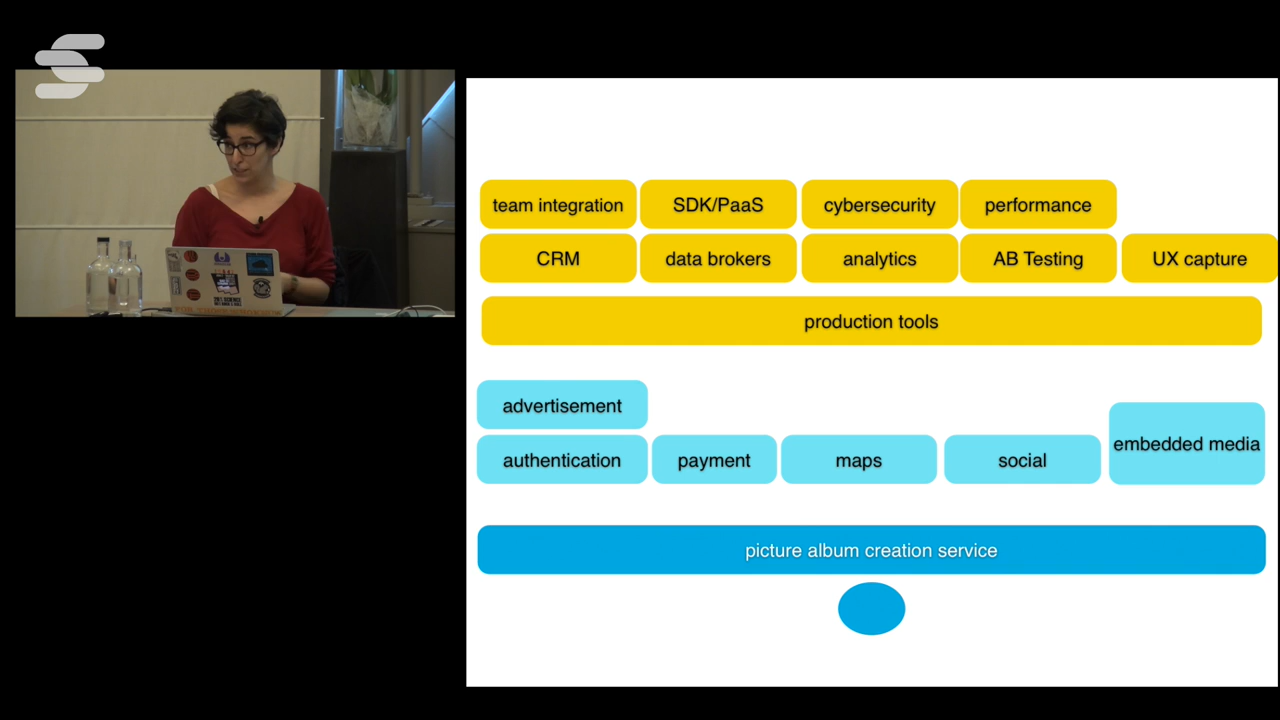 team integration
SDK/PaaS
cybersecurity
performance
CRM
data brokers
analytics
AB Testing
UX capture
production tools
advertisement
authentication
payment
maps
social
embedded media
picture album creation service